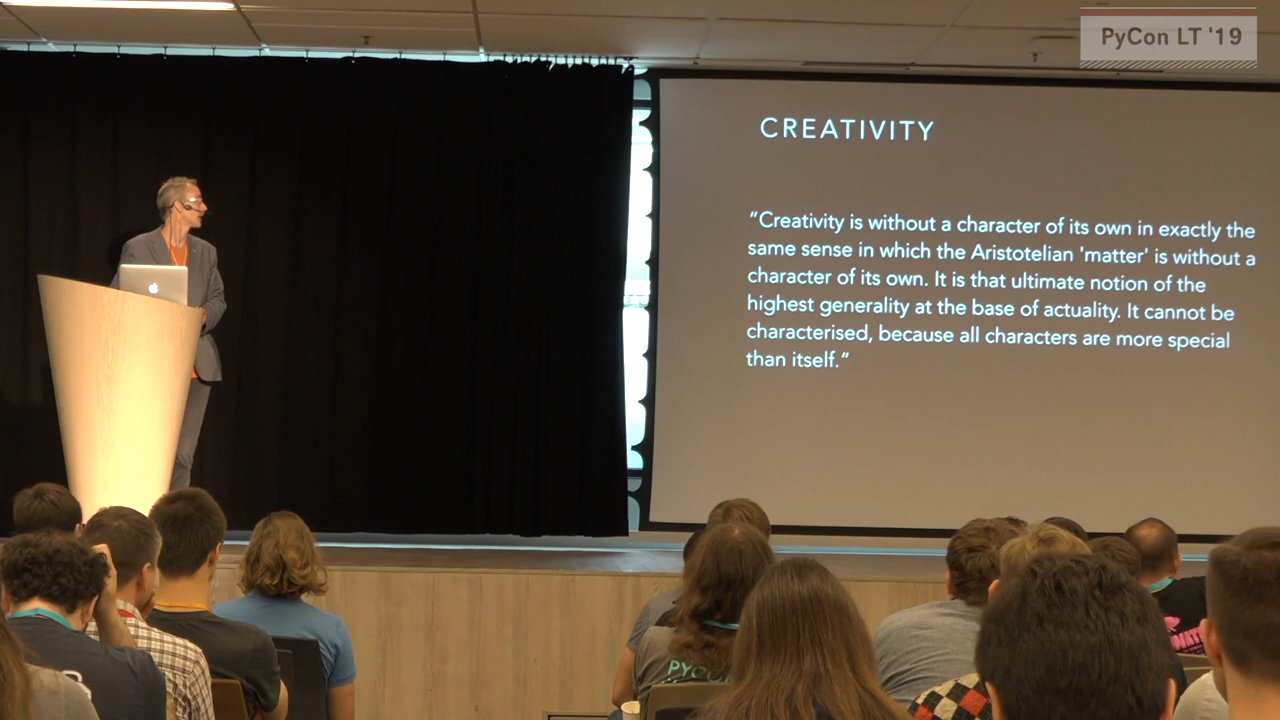 PyCon LT '19
CREATIVITY
"Creativity is without a character of its own in exactly the
same sense in which the Aristotelian 'matter' is without a
character of its own. It is that ultimate notion of the
highest generality at the base of actuality. It cannot be
characterised, because all characters are more special
than itself."